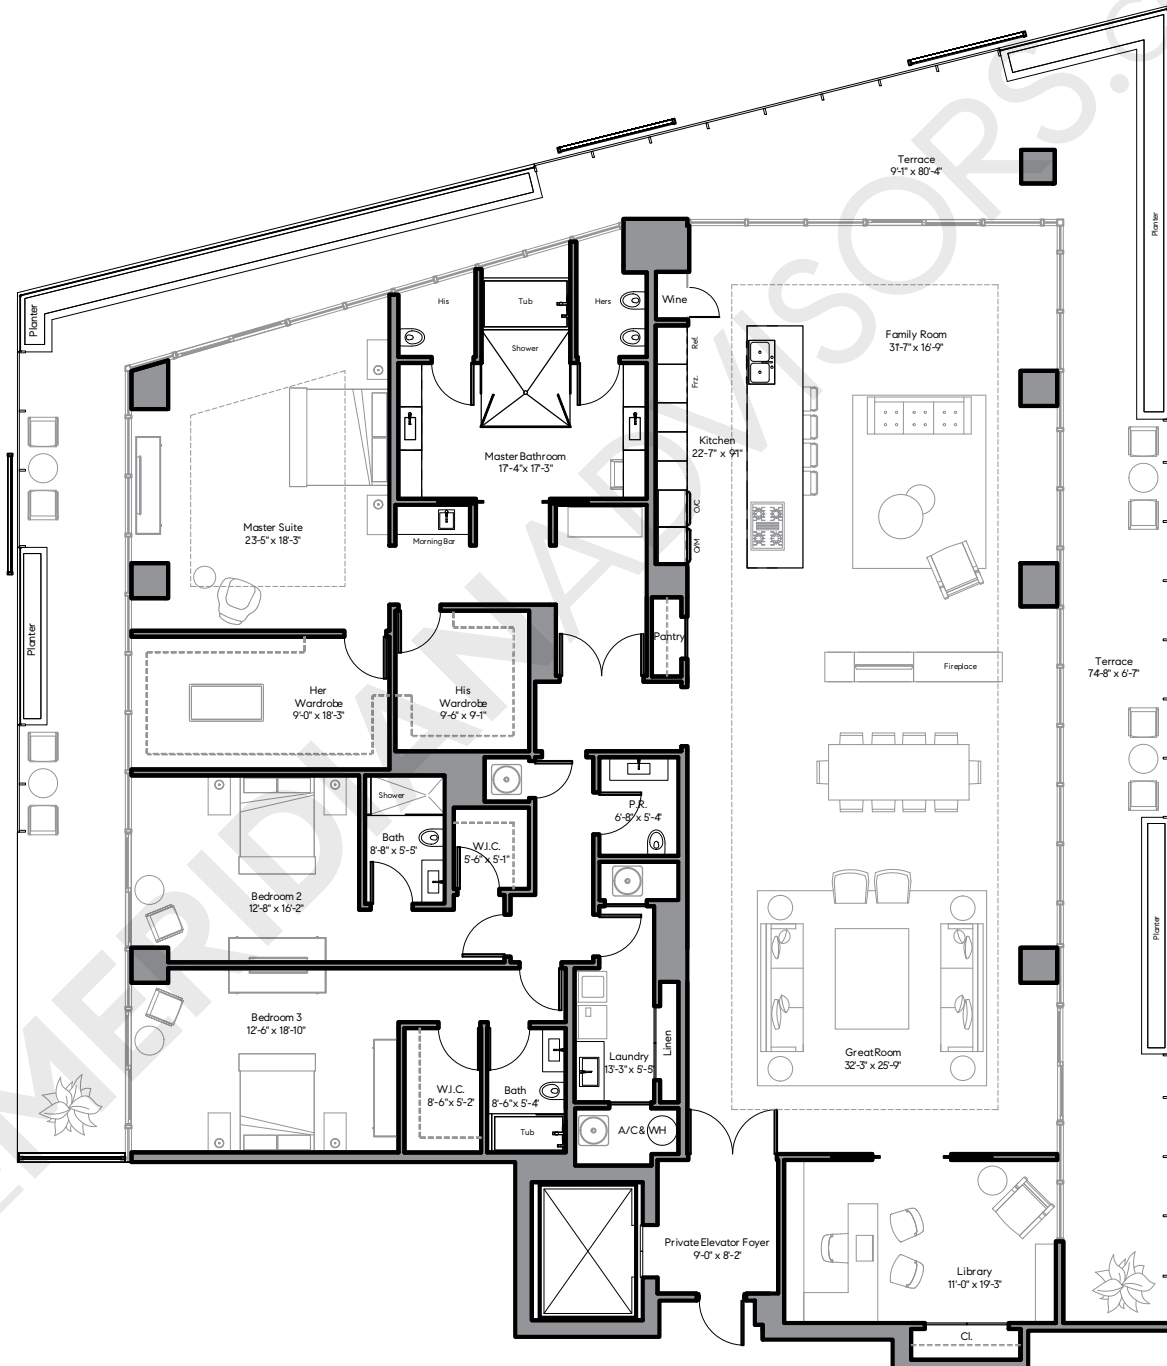 Terrace
9'-1" x 80'-4"
Planter
Planter
Wine
His
Tub
Hers
Shower
Ref.
Frz.
Family Room
31'-7" x 16'-9"
Kitchen
22'-7" x 9'1"
Master Bathroom
17'-4" x 17'-3"
O/C
O/M
Master Suite
23'-5" x 18'-3"
Morning Bar
Planter
Pantry
Fireplace
Terrace
74'-8" x 6'-7"
Her
Wardrobe
9'-0" x 18'-3"
His
Wardrobe
9'-6" x 9'-1"
Shower
P.R.
6'-8" x 5'-4"
Bath
8'-8" x 5'-5"
W.I.C.
5'-6" x 5'-1"
Bedroom 2
12'-8" x 16'-2"
Planter
Bedroom 3
12'-6" x 18'-10"
Linen
Laundry
13'-3" x 5'-5"
Great Room
32'-3" x 25'-9"
W.I.C.
8'-6" x 5'-2"
Bath
8'-6" x 5'-4"
Tub
A/C & WH
Private Elevator Foyer
9'-0" x 8'-2"
Library
11'-0" x 19'-3"
Cl.
EMERIDIANADVISORS.C